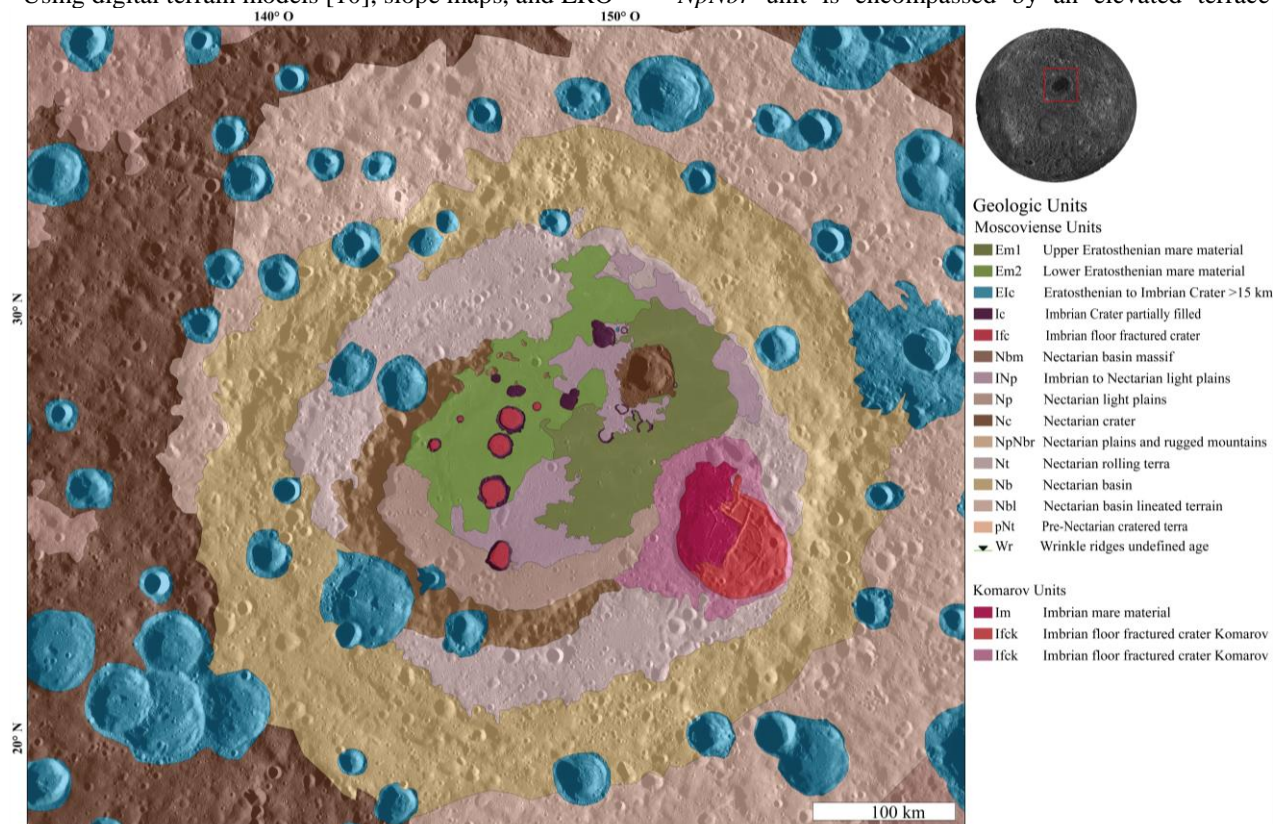 Using digital terrain models [10], slope maps, and LRO
NpNbr unit is encompassed by an elevated terrace
140° O
150° O
30° N
20° N
100 km
Geologic Units
Moscoviense Units
Em1 Upper Eratosthenian mare material
Em2 Lower Eratosthenian mare material
EIc Eratosthenian to Imbrian Crater >15 km
Ic Imbrian Crater partially filled
Ifc Imbrian floor fractured crater
Nbm Nectarian basin massif
INp Imbrian to Nectarian light plains
Np Nectarian light plains
Nc Nectarian crater
NpNbr Nectarian plains and rugged mountains
Nt Nectarian rolling terra
Nb Nectarian basin
Nbl Nectarian basin lineated terrain
pNt Pre-Nectarian cratered terra
Wr Wrinkle ridges undefined age
Komarov Units
Im Imbrian mare material
Ifck Imbrian floor fractured crater Komarov
Ifck Imbrian floor fractured crater Komarov